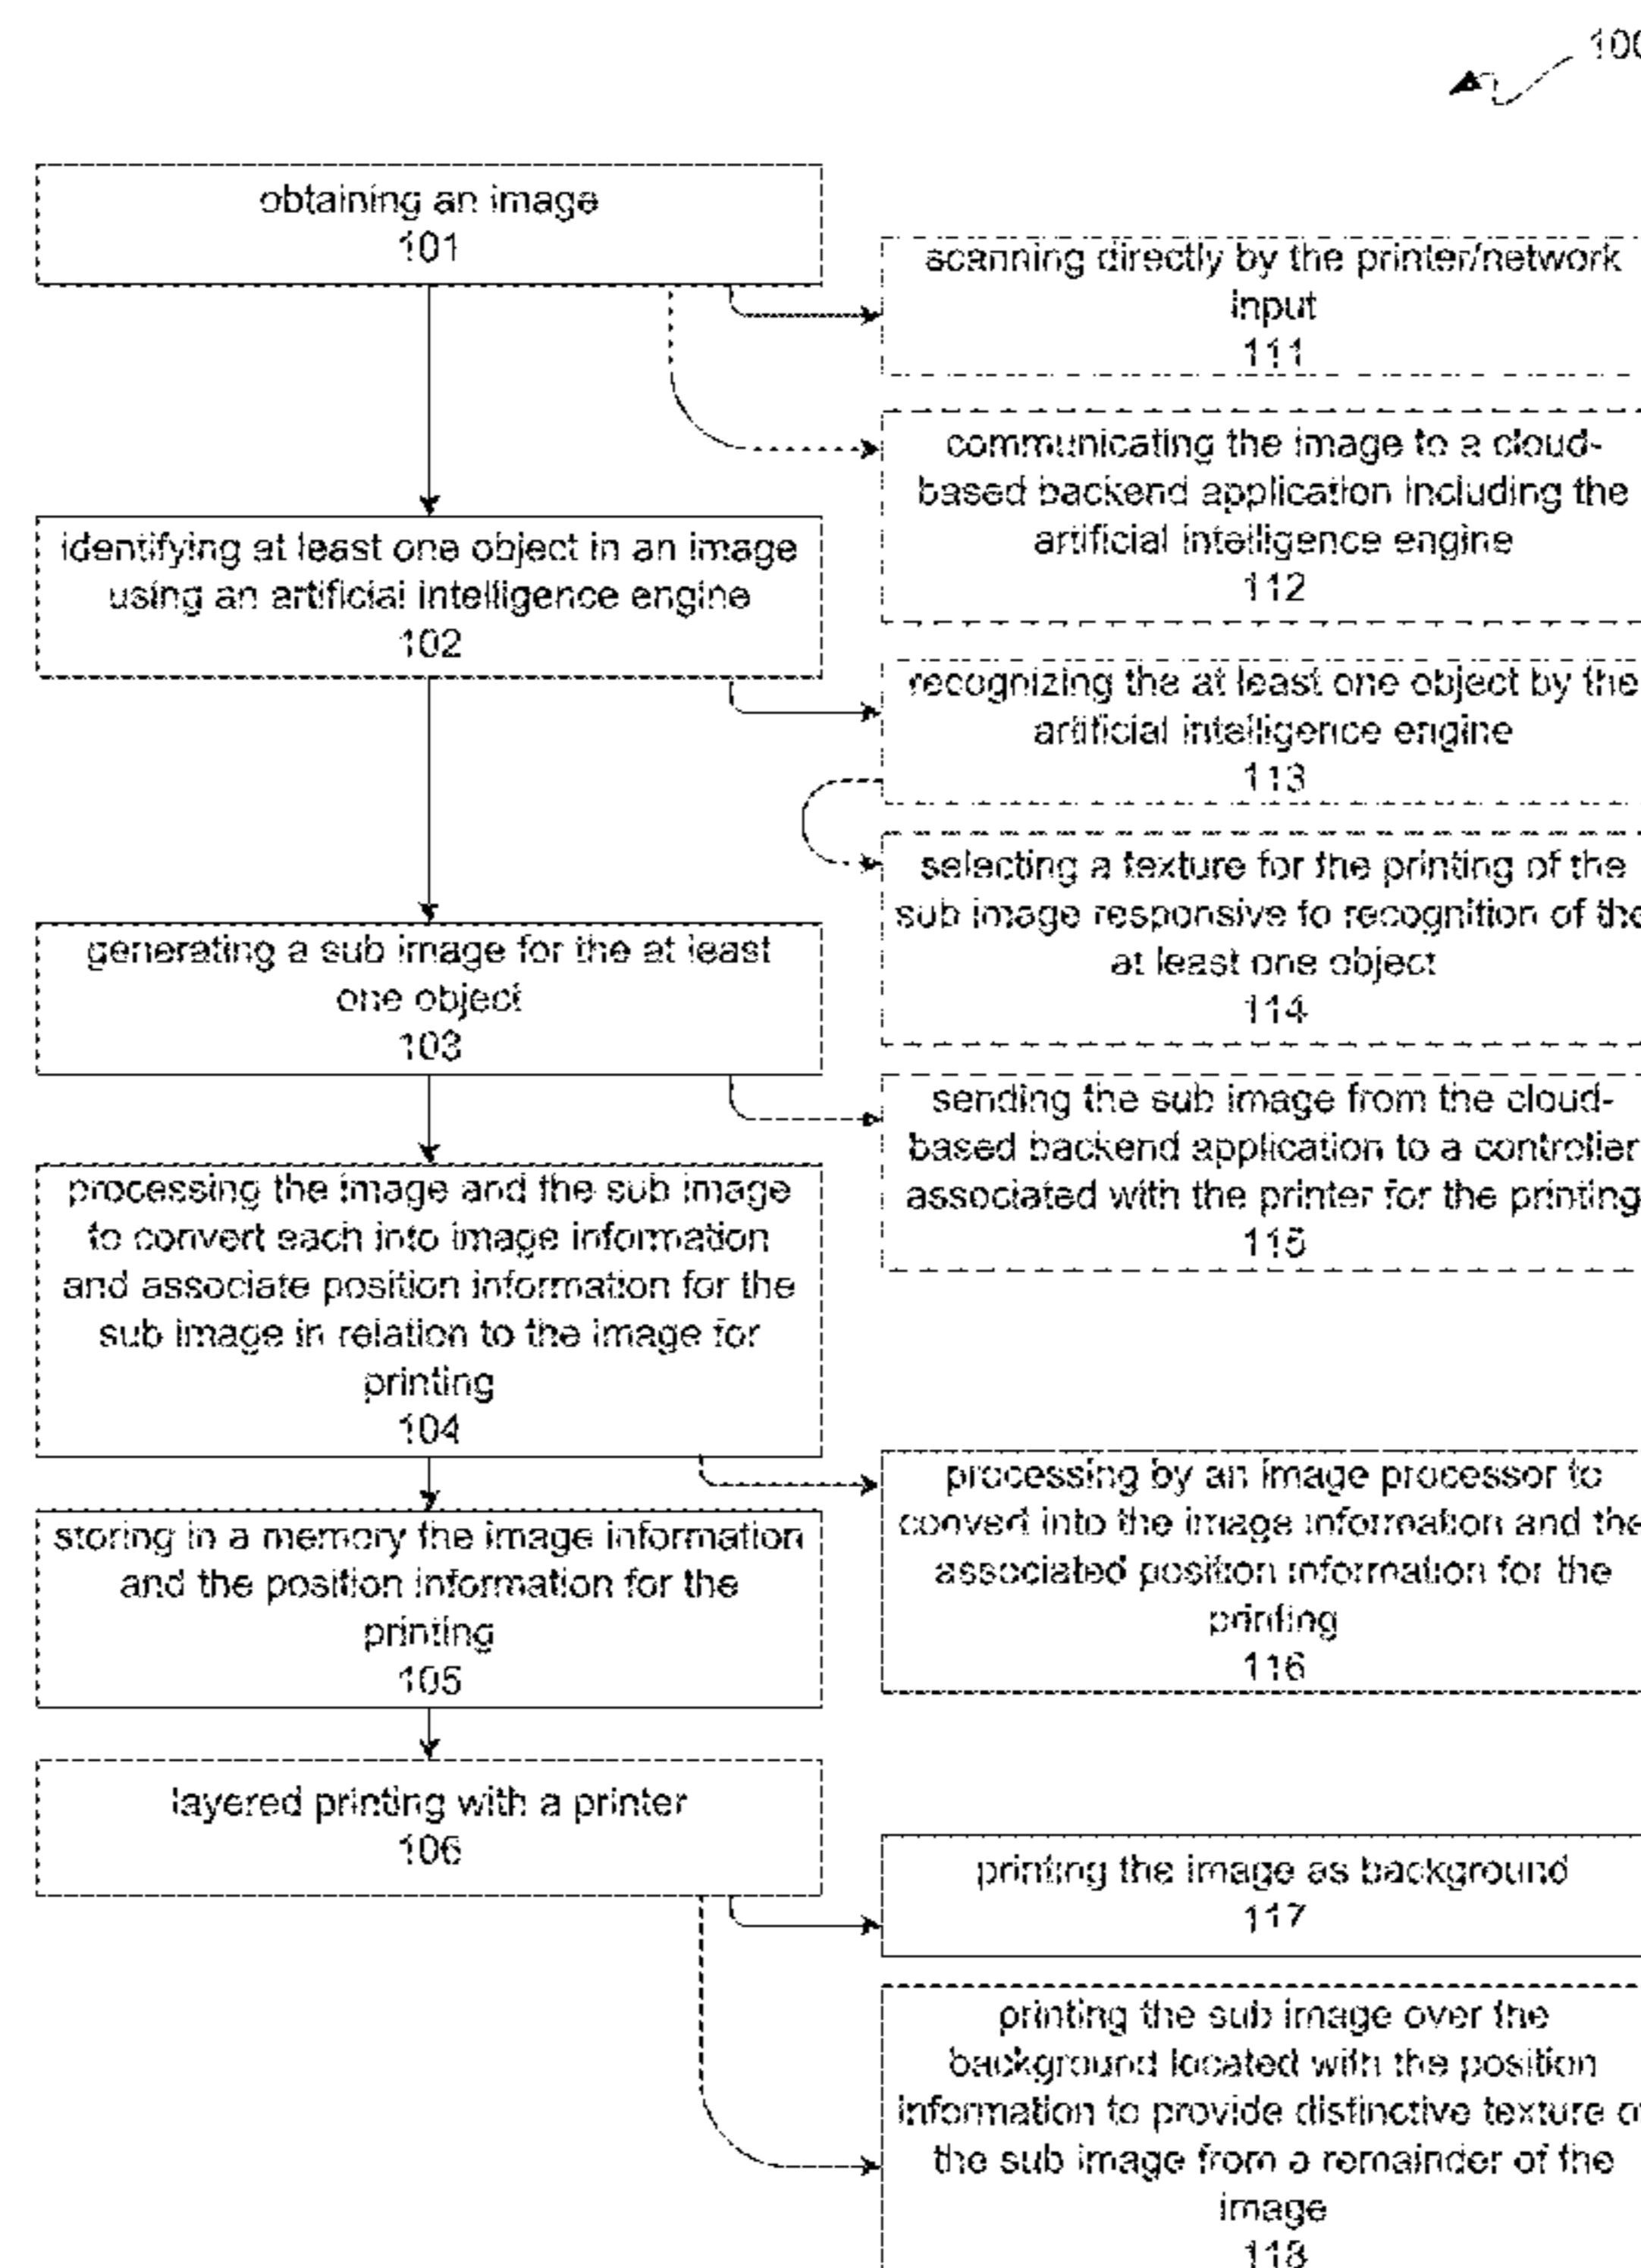 100
obtaining an image
101
scanning directly by the printer/network
input
111
communicating the image to a cloud-
based backend application including the
artificial intelligence engine
112
identifying at least one object in an image
using an artificial intelligence engine
102
recognizing the at least one object by the
artificial intelligence engine
113
selecting a texture for the printing of the
sub image responsive to recognition of the
at least one object
114
generating a sub image for the at least
one object
103
sending the sub image from the cloud-
based backend application to a controller
associated with the printer for the printing
115
processing the image and the sub image
to convert each into image information
and associate position information for the
sub image in relation to the image for
printing
104
processing by an image processor to
convert into the image information and the
associated position information for the
printing
116
storing in a memory the image information
and the position information for the
printing
105
layered printing with a printer
106
printing the image as background
117
printing the sub image over the
background located with the position
information to provide distinctive texture of
the sub image from a remainder of the
image
118